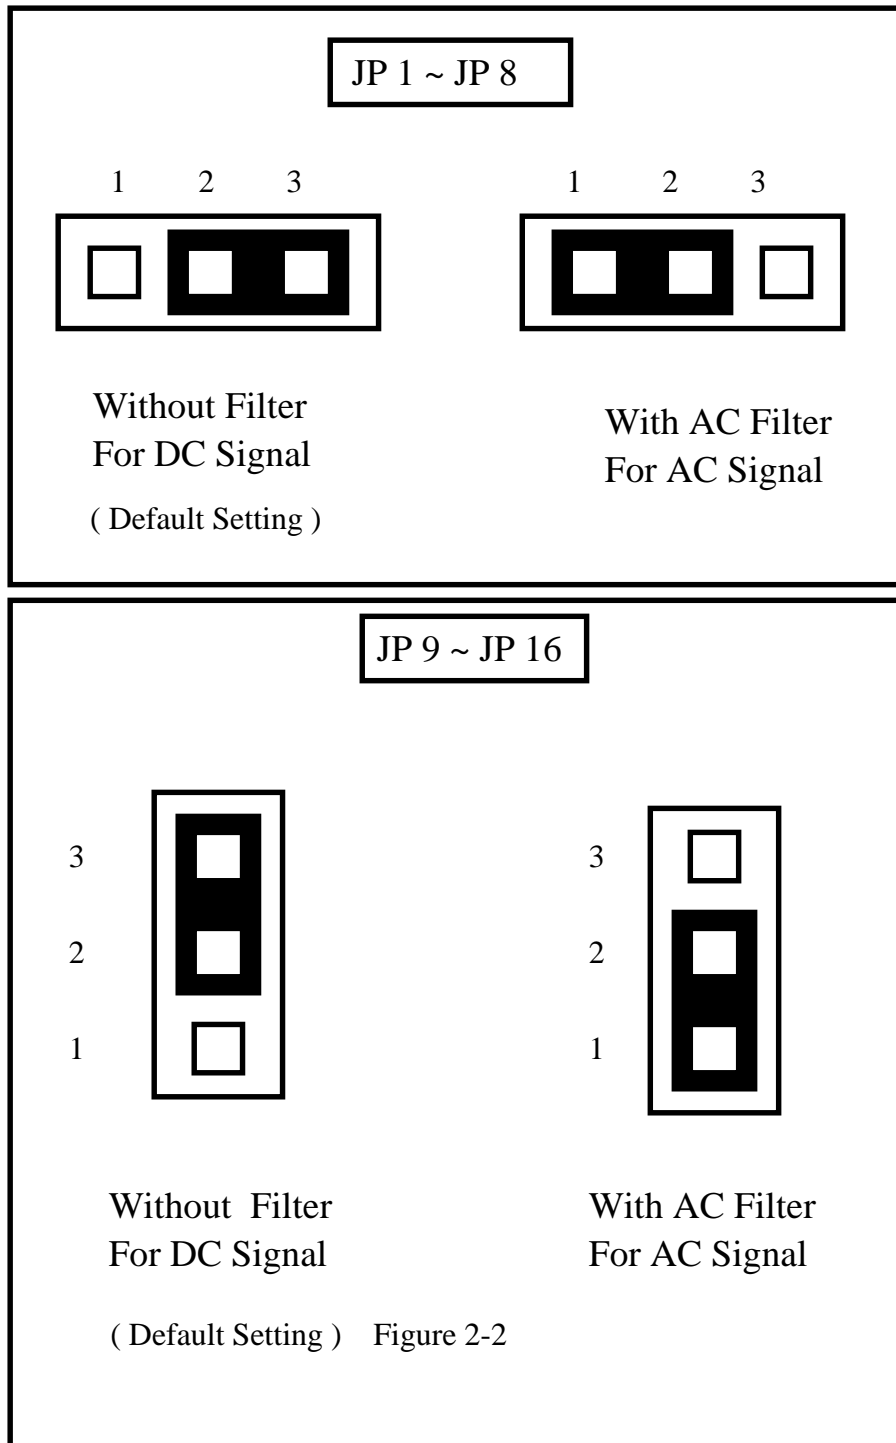 JP 1 ~ JP 8
1 2 3
1 2 3
Without Filter
For DC Signal
( Default Setting )
With AC Filter
For AC Signal
JP 9 ~ JP 16
3
2
1
3
2
1
Without Filter
For DC Signal
With AC Filter
For AC Signal
( Default Setting ) Figure 2-2